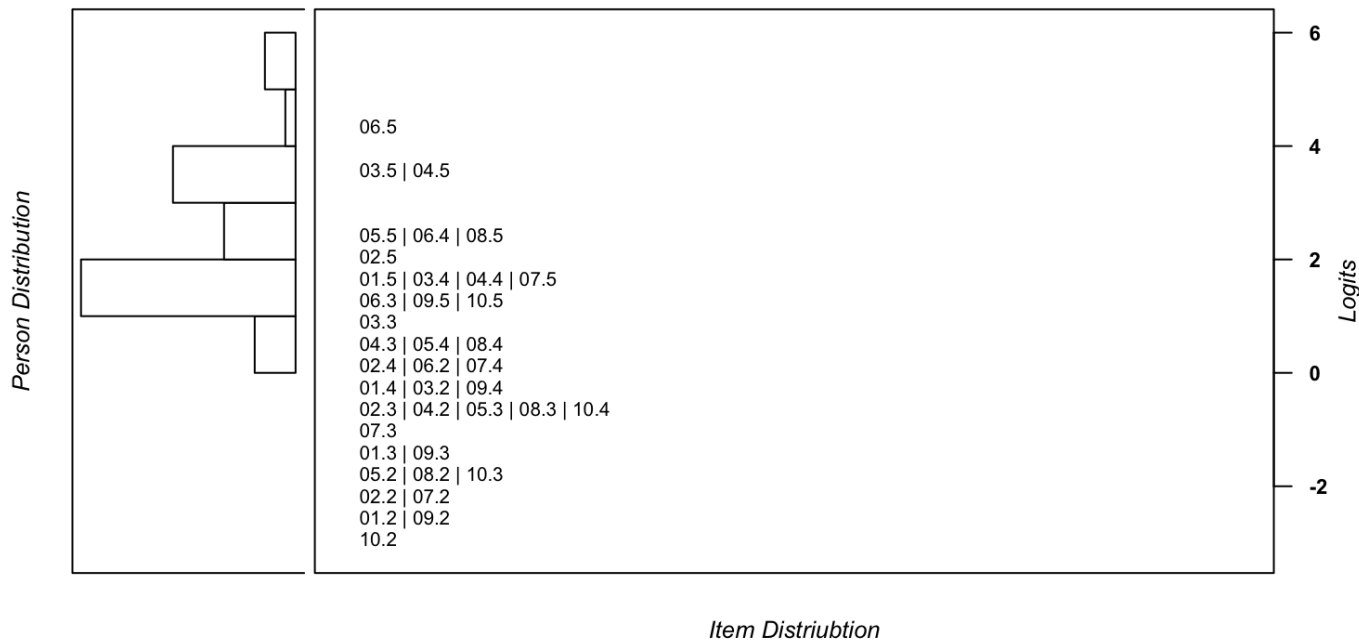 6
06.5
4
03.5 | 04.5
Person Distribution
05.5 | 06.4 | 08.5
02.5
2
01.5 | 03.4 | 04.4 | 07.5
Logits
06.3 | 09.5 | 10.5
03.3
04.3 | 05.4 | 08.4
02.4 | 06.2 | 07.4
0
01.4 | 03.2 | 09.4
02.3 | 04.2 | 05.3 | 08.3 | 10.4
07.3
01.3 | 09.3
05.2 | 08.2 | 10.3
-2
02.2 | 07.2
01.2 | 09.2
10.2
Item Distriubtion